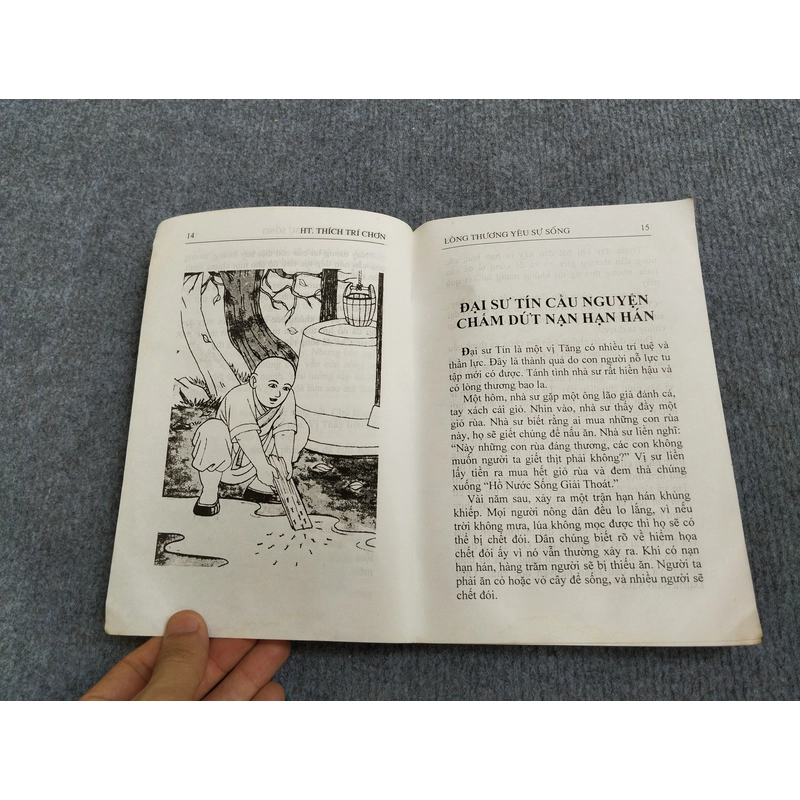 14
HT. THÍCH TRÍ CHƠN
LÒNG THƯƠNG YÊU SỰ SỐNG
15
ĐẠI SƯ TÍN CẦU NGUYỆN
CHẤM DỨT NẠN HẠN HÁN
Đại sư Tín là một vị Tăng có nhiều trí tuệ và
thần lực. Đây là thành quả do con người nỗ lực tu
tập mới có được. Tánh tình nhà sư rất hiền hậu và
có lòng thương bao la.
Một hôm, nhà sư gặp một ông lão già đánh cá,
tay xách cái giỏ. Nhìn vào, nhà sư thấy đầy một
giỏ rùa. Nhà sư biết rằng ai mua những con rùa
này, họ sẽ giết chúng để nấu ăn. Nhà sư liền nghĩ:
“Này những con rùa đáng thương, các con không
muốn người ta giết thịt phải không?” Vị sư liền
lấy tiền ra mua hết giỏ rùa và đem thả chúng
xuống “Hồ Nước Sống Giải Thoát.”
Vài năm sau, xảy ra một trận hạn hán khủng
khiếp. Mọi người nông dân đều lo lắng, vì nếu
trời không mưa, lúa không mọc được thì họ sẽ có
thể bị chết đói. Dân chúng biết rõ về hiểm họa
chết đói ấy vì nó vẫn thường xảy ra. Khi có nạn
hạn hán, hàng trăm người sẽ bị thiếu ăn. Người ta
phải ăn cỏ hoặc vỏ cây để sống, và nhiều người sẽ
chết đói.